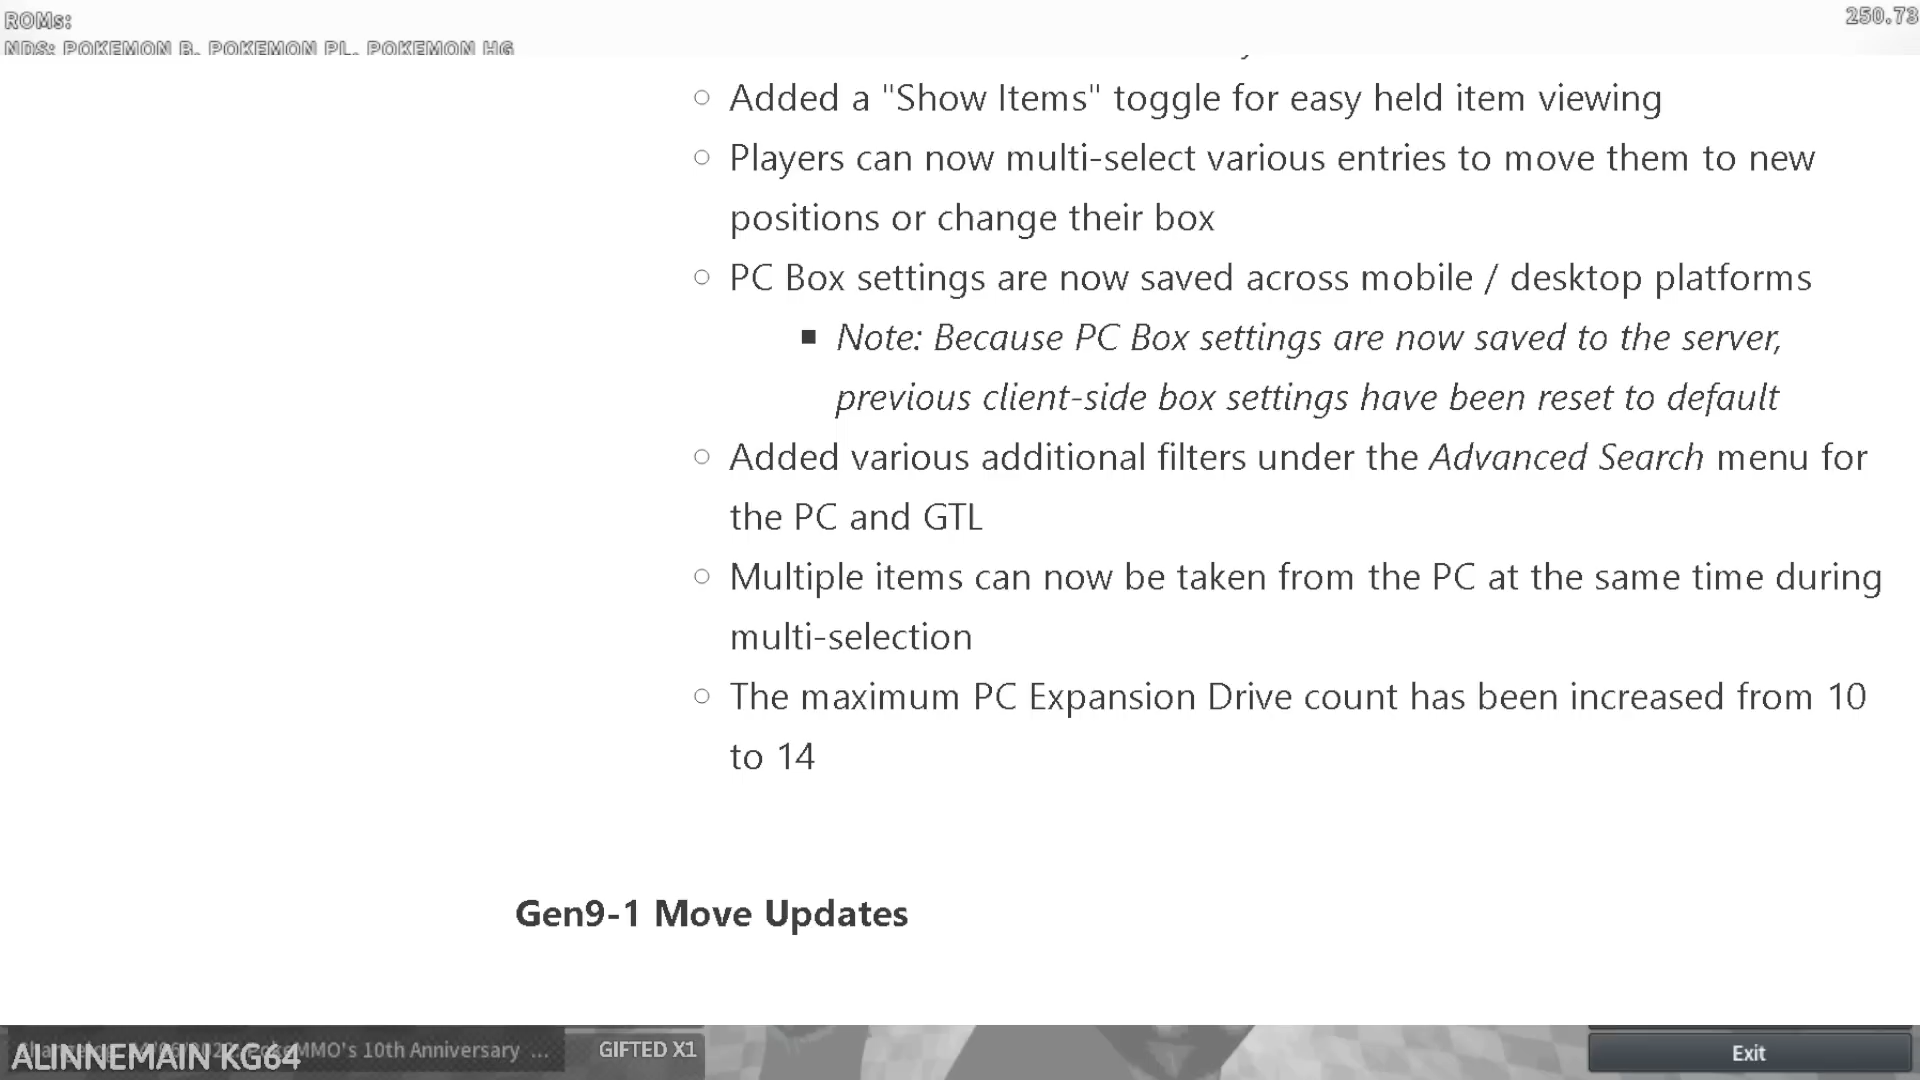 ROMs:
250.73
NDS: POKEMON B, POKEMON PL, POKEMON HG
Added a "Show Items" toggle for easy held item viewing
Players can now multi-select various entries to move them to new
positions or change their box
PC Box settings are now saved across mobile / desktop platforms
Note: Because PC Box settings are now saved to the server,
previous client-side box settings have been reset to default
Added various additional filters under the Advanced Search menu for
the PC and GTL
Multiple items can now be taken from the PC at the same time during
multi-selection
The maximum PC Expansion Drive count has been increased from 10
to 14
Gen9-1 Move Updates
ALINNEMAIN KG64
PokeMMO's 10th Anniversary ...
GIFTED X1
Exit